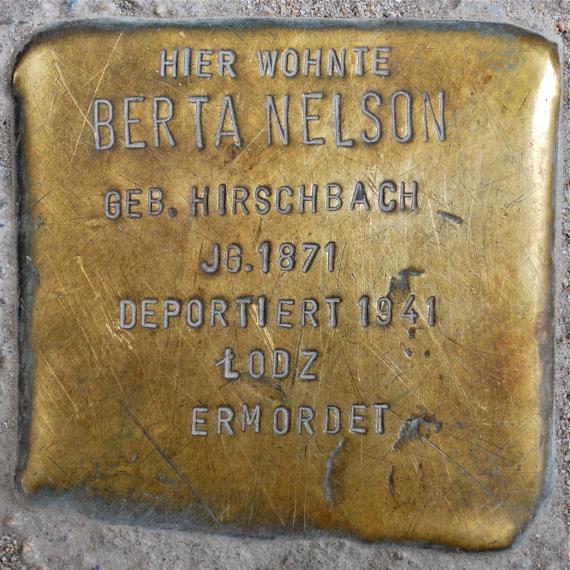 HIER WOHNTE
BERTA NELSON
GEB. HIRSCHBACH
JG. 1871
DEPORTIERT 1941
ŁODZ
ERMORDET